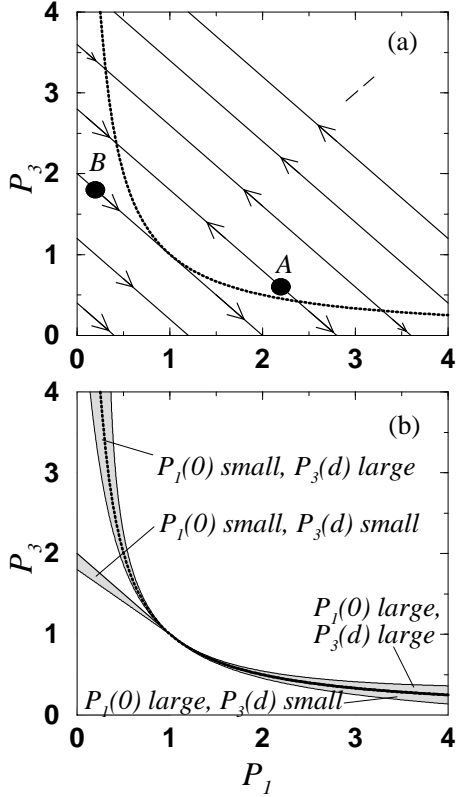 4
(a)
3
B
P3
2
1
A
0
0 1 2 3 4
4
(b)
3
P1(0) small, P3(d) large
P1(0) small, P3(d) small
P3
2
P1(0) large,
P3(d) large
1
P1(0) large, P3(d) small
0
0 1 2 3 4
P1